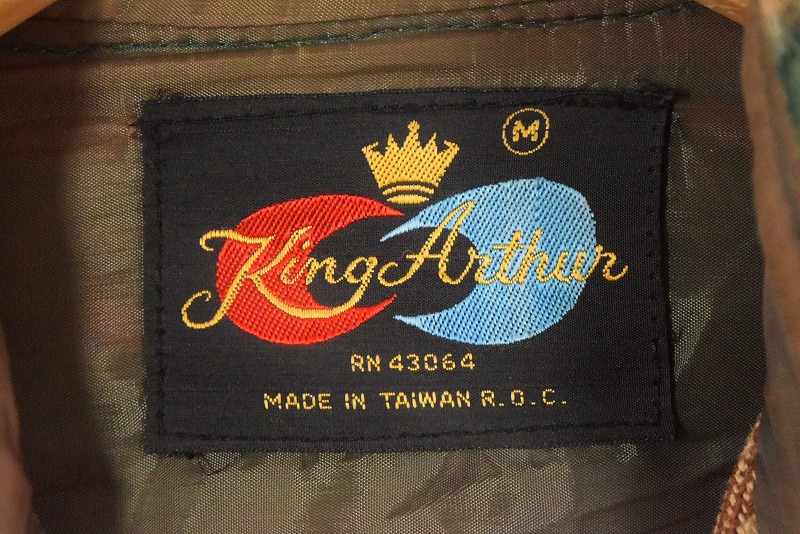 M
King Arthur
RN 43064
MADE IN TAIWAN R.O.C.